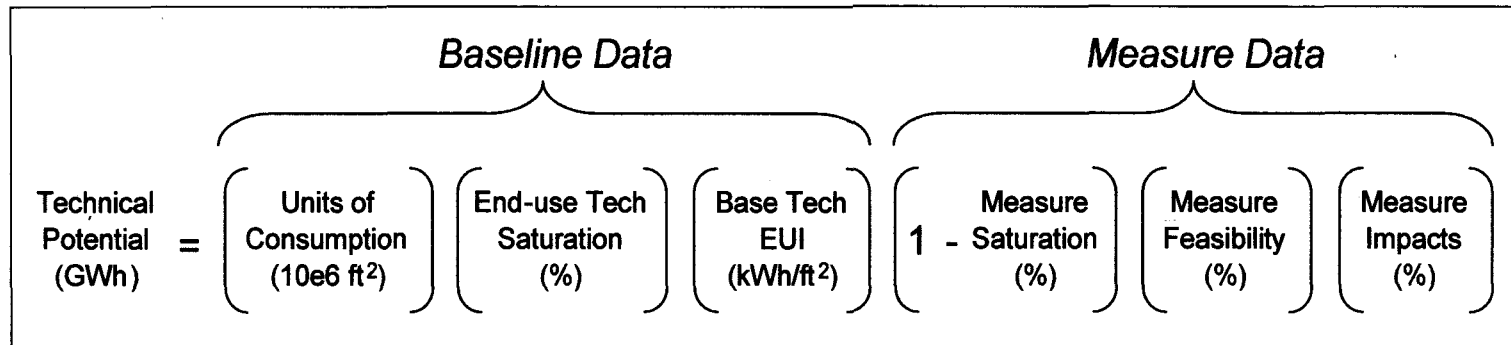 Baseline Data
Measure Data
Technical
Potential
(GWh)
=
Units of
Consumption
(10e6 ft²)
End-use Tech
Saturation
(%)
Base Tech
EUI
(kWh/ft²)
1 -
Measure
Saturation
(%)
Measure
Feasibility
(%)
Measure
Impacts
(%)